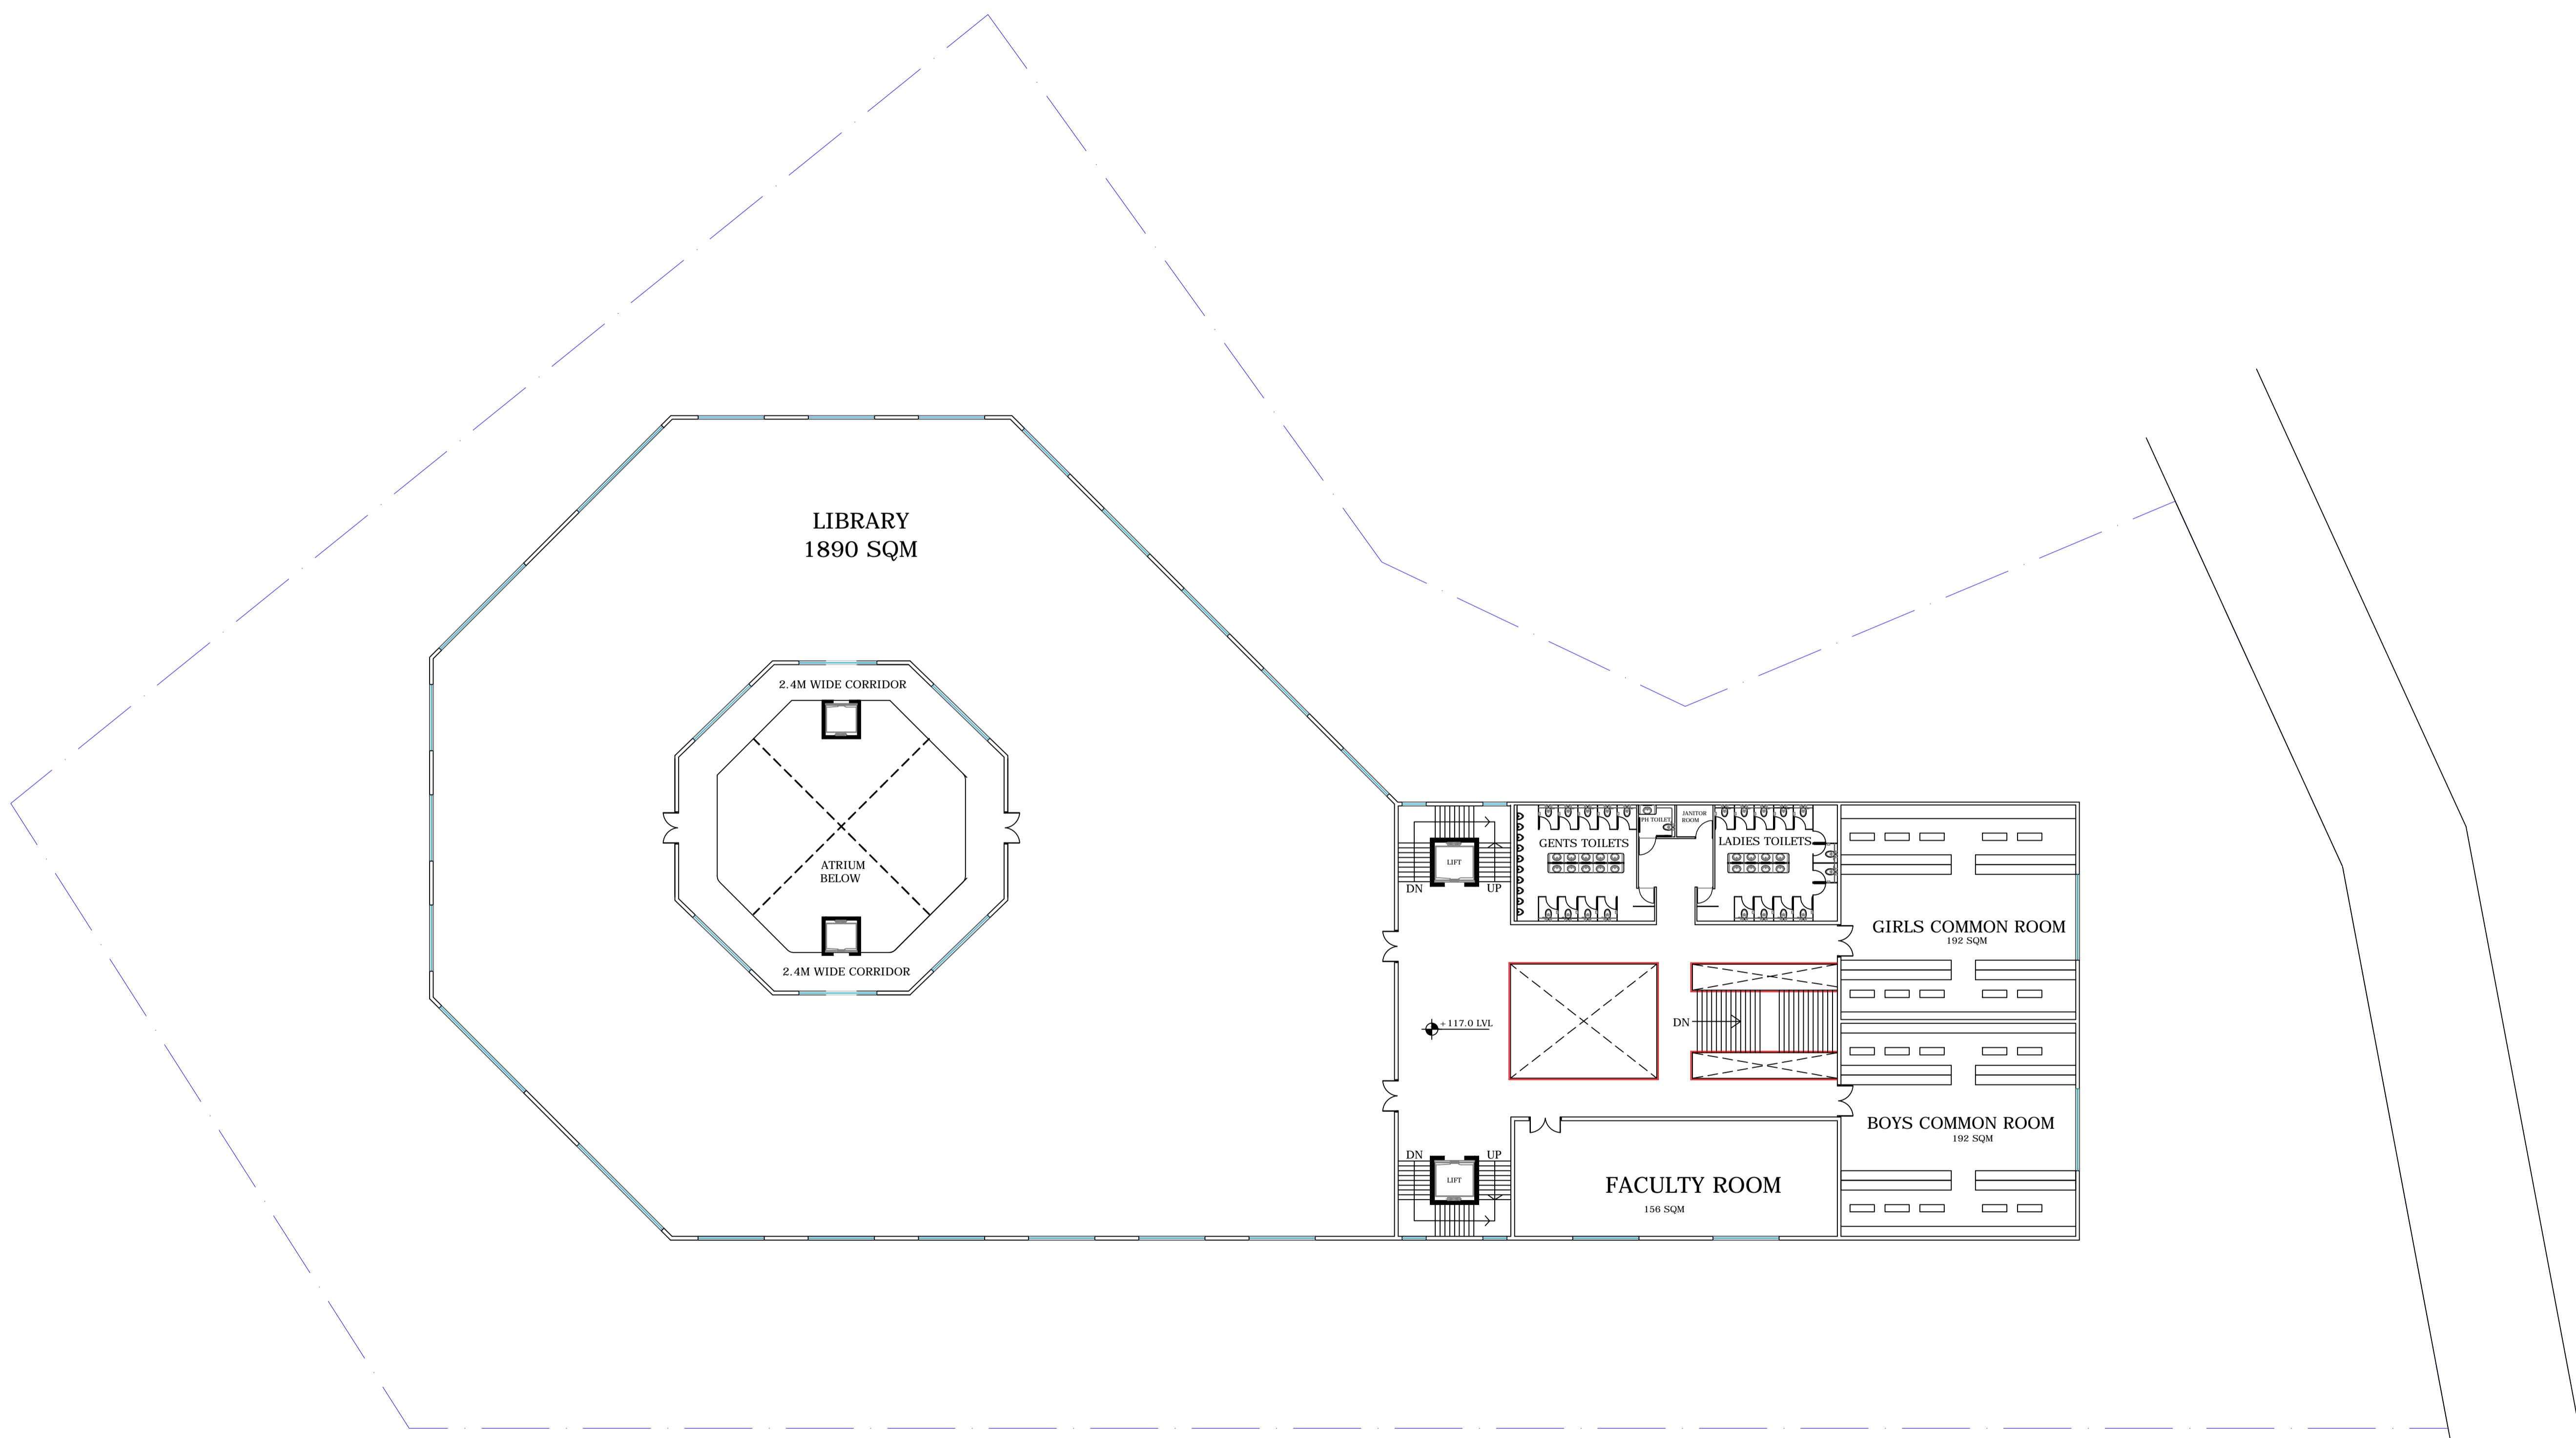 LIBRARY
1890 SQM
2.4M WIDE CORRIDOR
ATRIUM
BELOW
2.4M WIDE CORRIDOR
LIFT
DN
UP
GENTS TOILETS
PH TOILET
JANITOR
ROOM
LADIES TOILETS
GIRLS COMMON ROOM
192 SQM
+117.0 LVL
DN
BOYS COMMON ROOM
192 SQM
DN
UP
LIFT
FACULTY ROOM
156 SQM